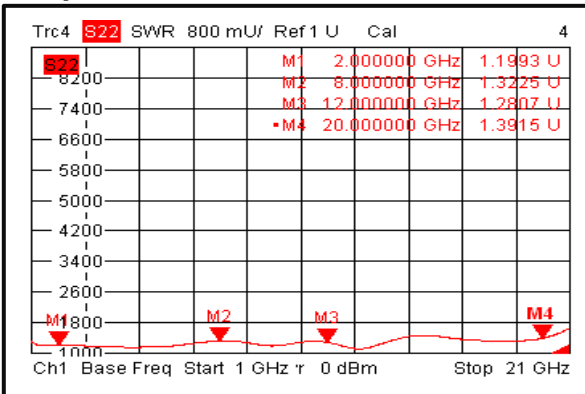 Trc4 S22 SWR 800 mU/ Ref 1 U Cal 4
S22
M1 2.000000 GHz 1.1993 U
8200
M2 8.000000 GHz 1.3225 U
7400
M3 12.000000 GHz 1.2807 U
•M4 20.000000 GHz 1.3915 U
6600
5800
5000
4200
3400
2600
M1 M2 M3 M4
1800
1000
Ch1 Base Freq Start 1 GHz 0 dBm Stop 21 GHz